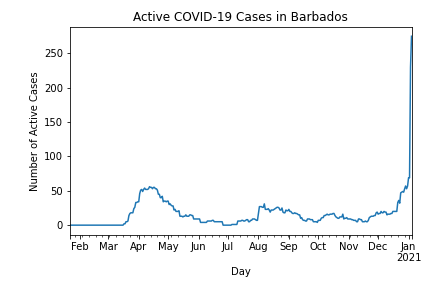 Active COVID-19 Cases in Barbados
Number of Active Cases
250
200
150
100
50
0
Feb Mar Apr May Jun Jul Aug Sep Oct Nov Dec Jan
2021
Day